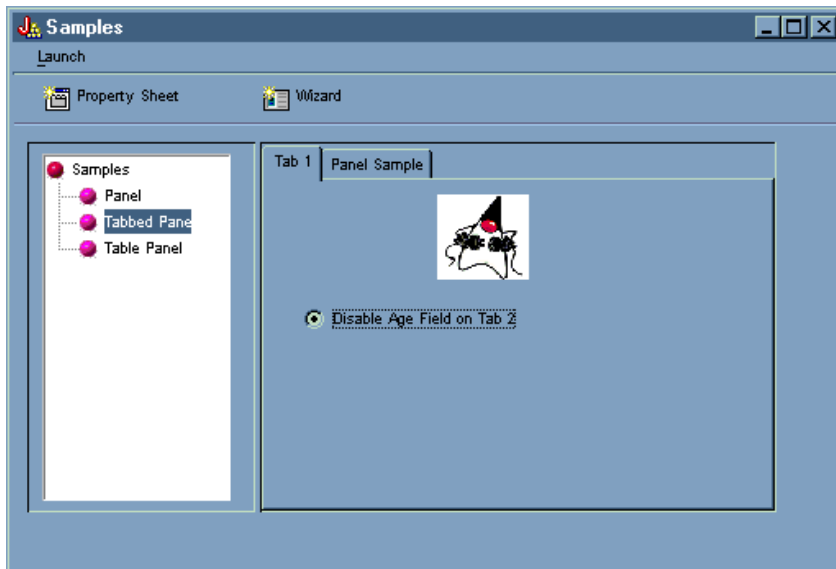 Samples
Launch
Property Sheet
Wizard
Samples
Panel
Tabbed Pane
Table Panel
Tab 1
Panel Sample
Disable Age Field on Tab 2